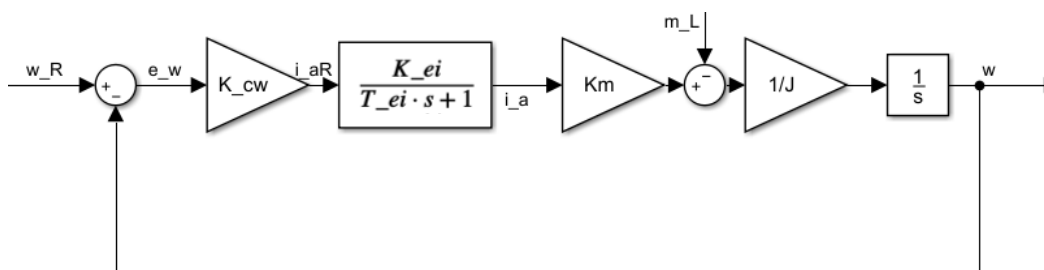 m_L
w_R
e_w
i_aR
w
+
−
K_cw
K_ei
T_ei · s + 1
i_a
Km
−
+
1/J
1
s